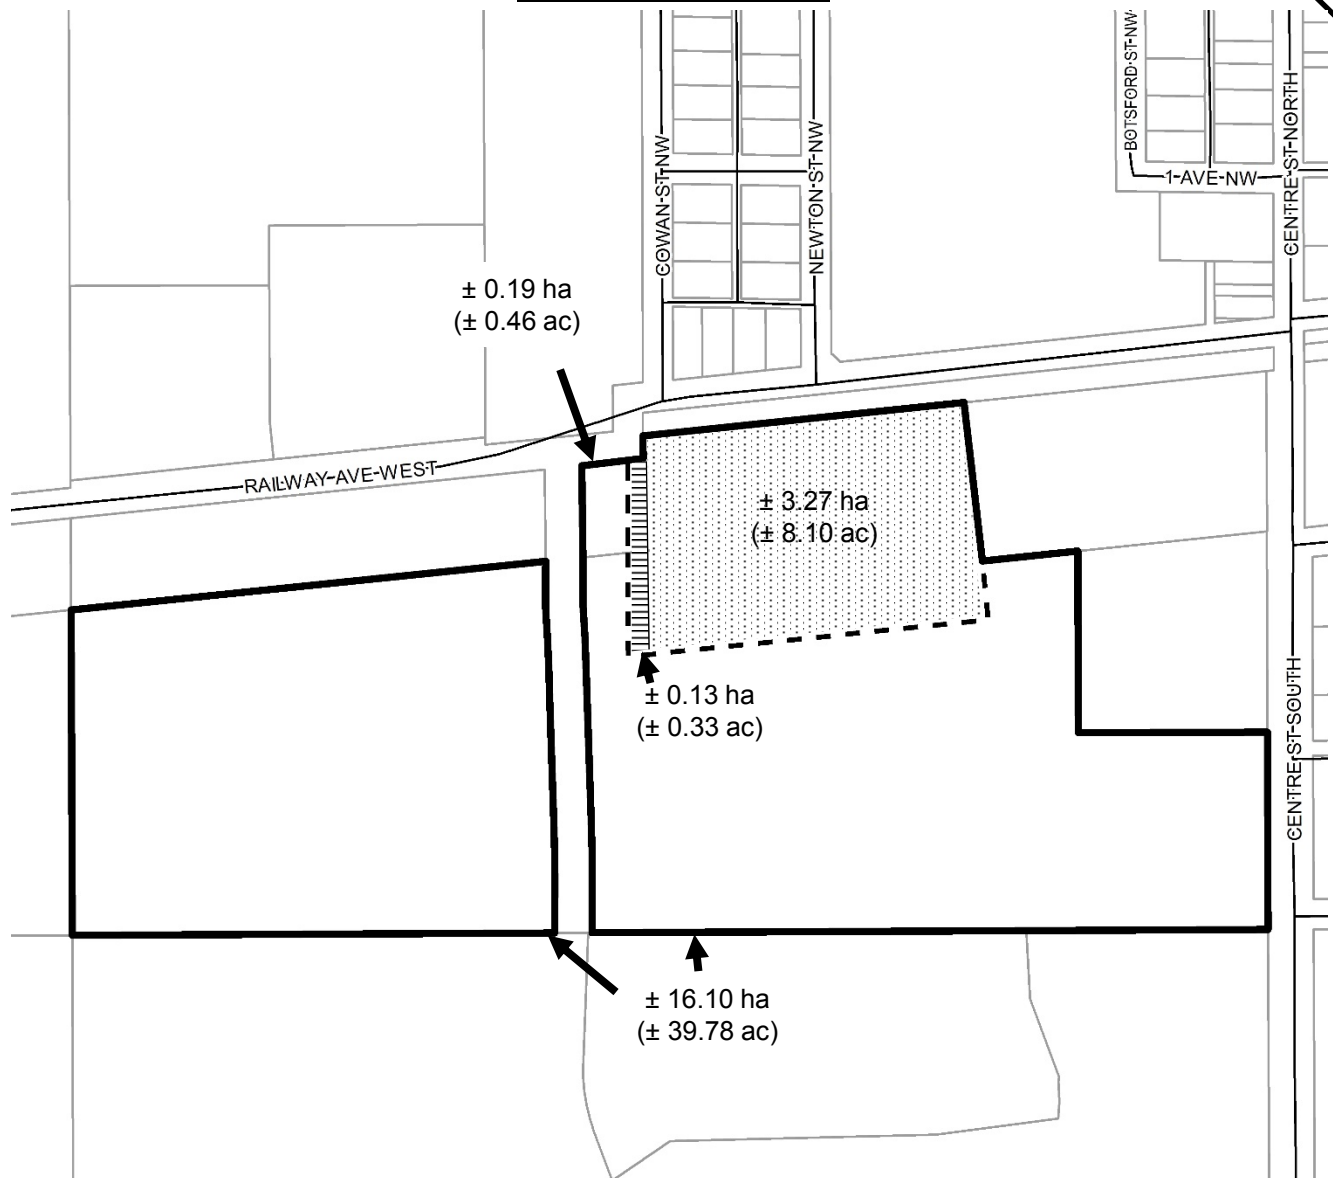 BOTSFORD ST NW
CENTRE ST NORTH
COWAN ST NW
NEWTON ST NW
1 AVE NW
± 0.19 ha
(± 0.46 ac)
RAILWAY AVE WEST
± 3.27 ha
(± 8.10 ac)
± 0.13 ha
(± 0.33 ac)
CENTRE ST SOUTH
± 16.10 ha
(± 39.78 ac)